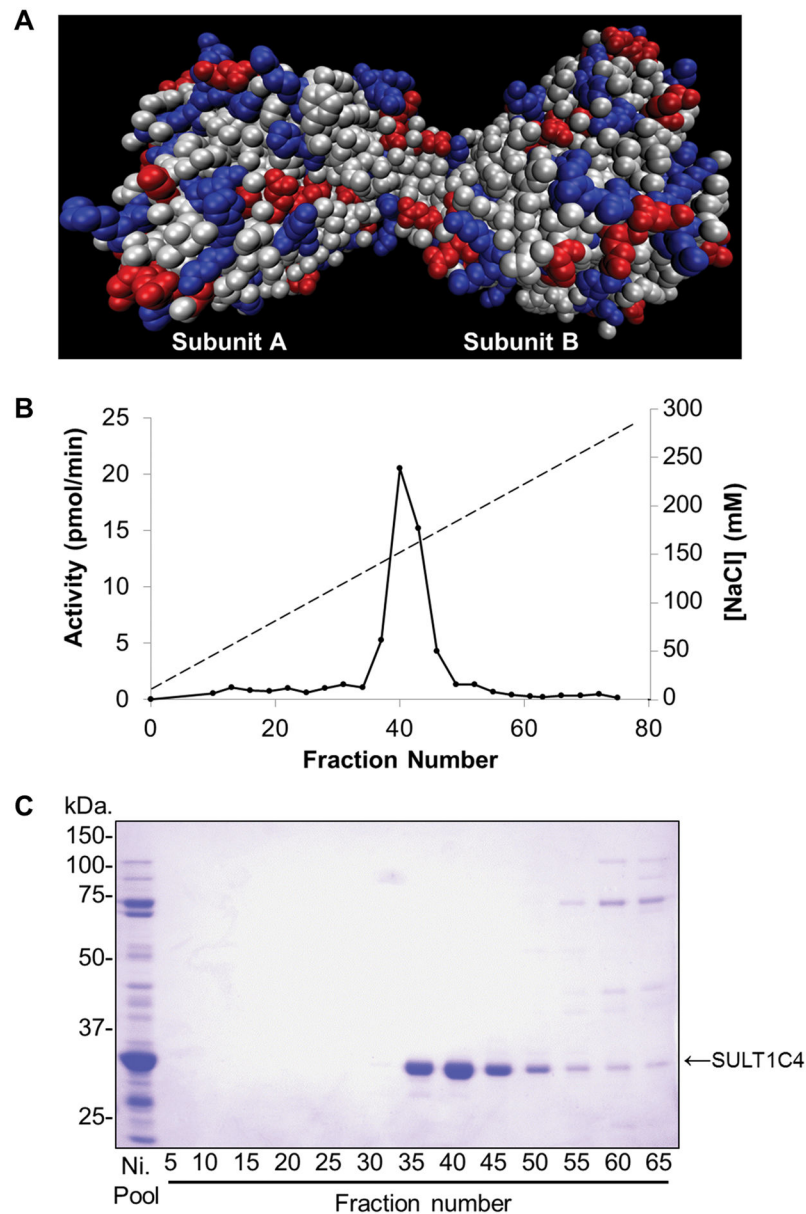 A
Subunit A
Subunit B
B
25
20
15
10
5
0
Activity (pmol/min)
300
250
200
150
100
50
0
[NaCl] (mM)
0 20 40 60 80
Fraction Number
C
kDa.
150-
100-
75-
50-
37-
25-
←SULT1C4
Ni. Pool
5 10 15 20 25 30 35 40 45 50 55 60 65
Fraction number